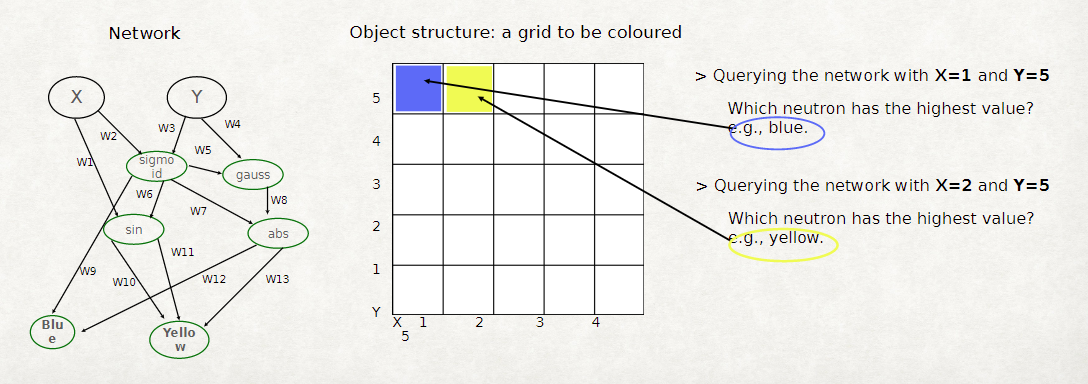 Network
Object structure: a grid to be coloured
X
Y
W1
W2
W3
W4
W5
sigmo
id
gauss
W6
W7
W8
sin
abs
W9
W10
W11
W12
W13
Blu
e
Yello
w
5
4
3
2
1
Y
X 1 2 3 4
5
> Querying the network with X=1 and Y=5
Which neutron has the highest value?
e.g., blue.
> Querying the network with X=2 and Y=5
Which neutron has the highest value?
e.g., yellow.